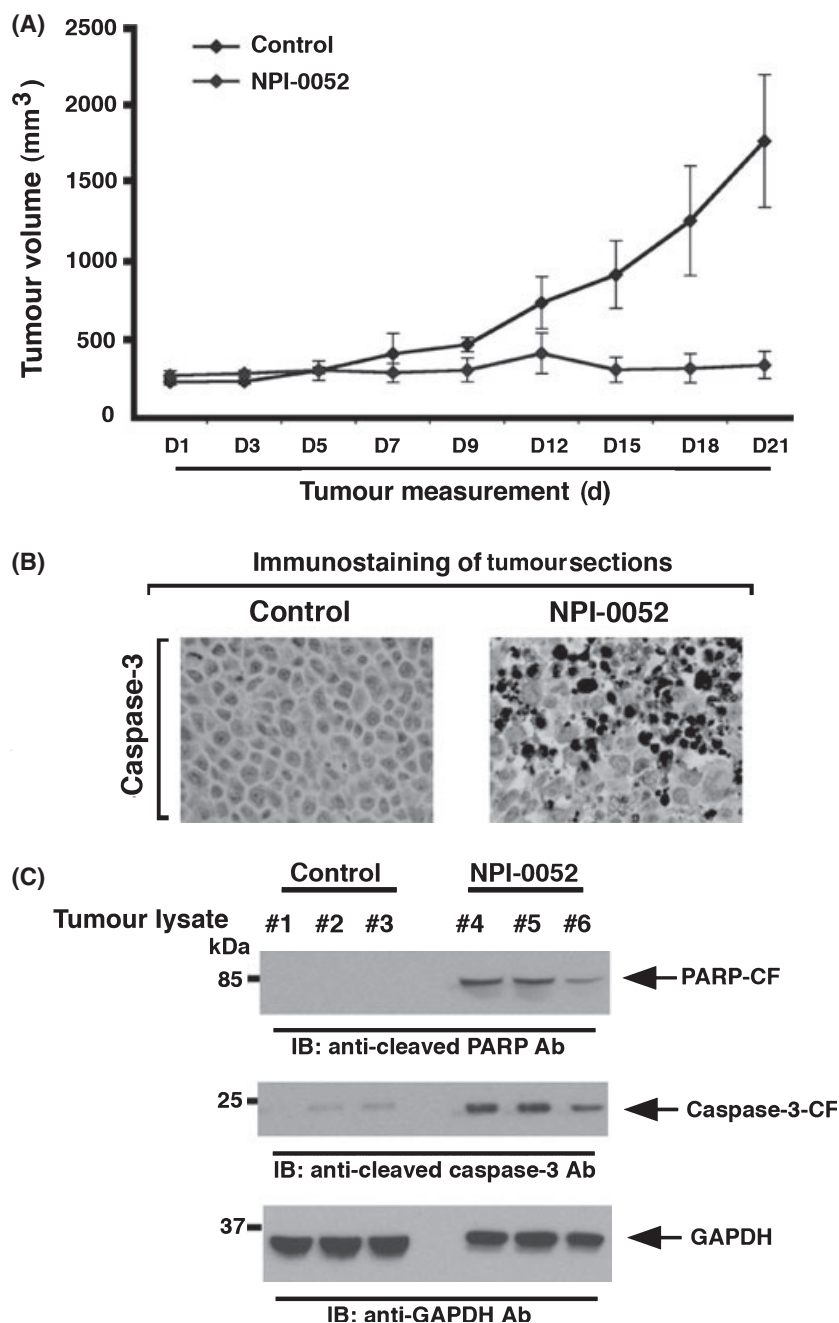 (A)
2500
2000
1500
1000
500
0
Tumour volume (mm3)
Control
NPI-0052
D1 D3 D5 D7 D9 D12 D15 D18 D21
Tumour measurement (d)
(B)
Immunostaining of tumour sections
Control NPI-0052
Caspase-3
(C)
Control NPI-0052
Tumour lysate #1 #2 #3 #4 #5 #6
kDa
85 PARP-CF
IB: anti-cleaved PARP Ab
25 Caspase-3-CF
IB: anti-cleaved caspase-3 Ab
37 GAPDH
IB: anti-GAPDH Ab